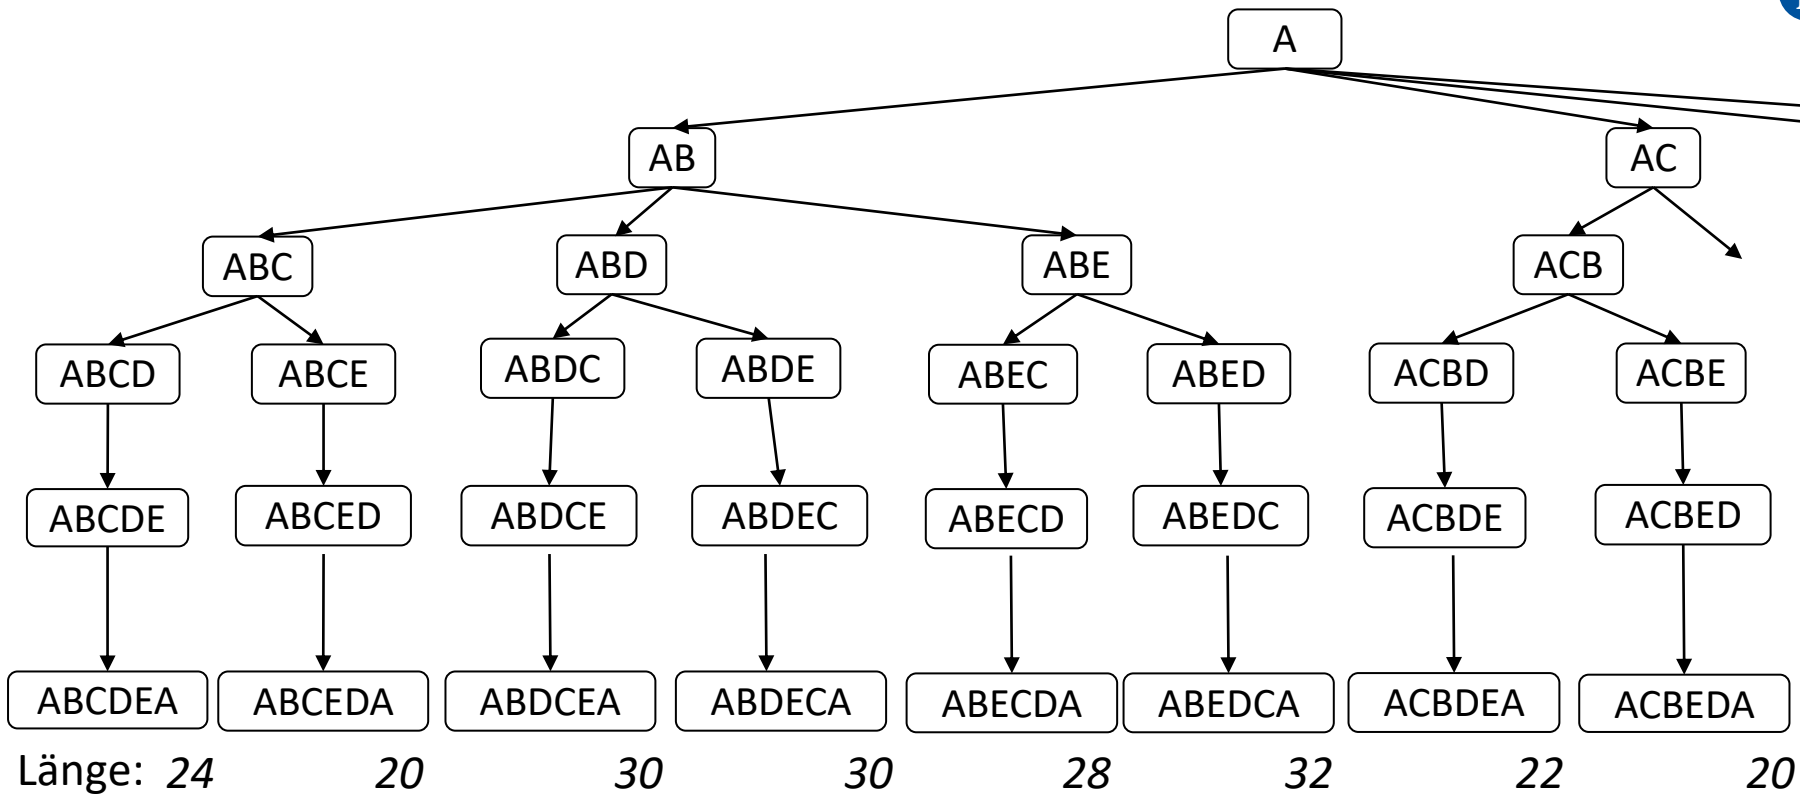 A
AB AC
ABC ABD ABE ACB
ABCD ABCE ABDC ABDE ABEC ABED ACBD ACBE
ABCDE ABCED ABDCE ABDEC ABECD ABEDC ACBDE ACBED
ABCDEA ABCEDA ABDCEA ABDECA ABECDA ABEDCA ACBDEA ACBEDA
Länge: 24 20 30 30 28 32 22 20